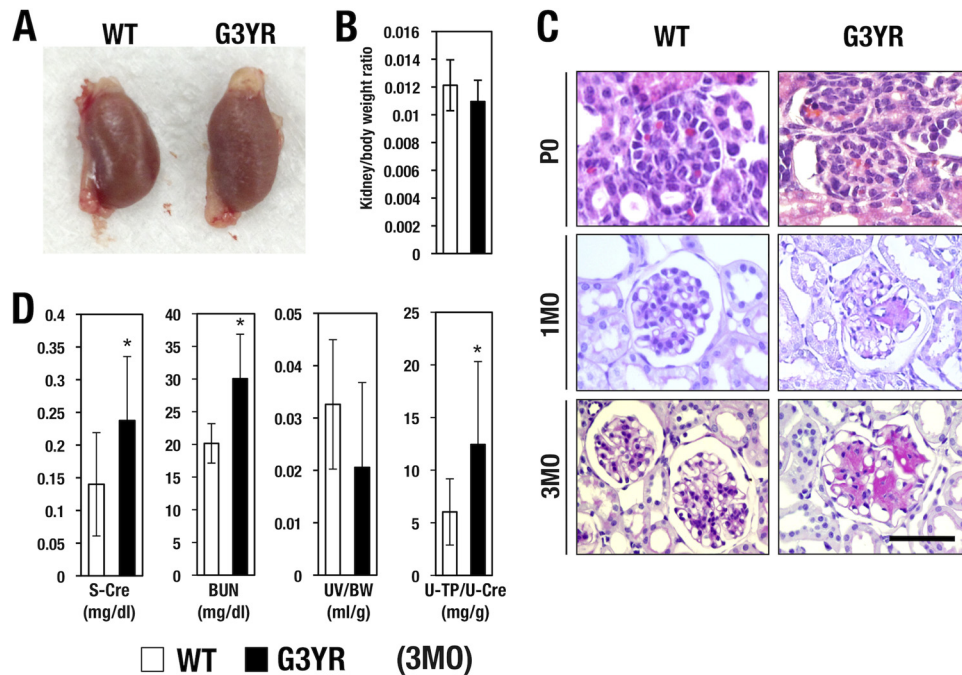 A
WT
G3YR
B
Kidney/body weight ratio
0.016
0.014
0.012
0.010
0.008
0.006
0.004
0.002
0
C
WT
G3YR
P0
1MO
3MO
D
0.4
0.35
0.3
0.25
0.2
0.15
0.1
0.05
0
*
S-Cre
(mg/dl)
40
35
30
25
20
15
10
5
0
*
BUN
(mg/dl)
0.05
0.04
0.03
0.02
0.01
0
UV/BW
(ml/g)
25
20
15
10
5
0
*
U-TP/U-Cre
(mg/g)
WT G3YR (3MO)